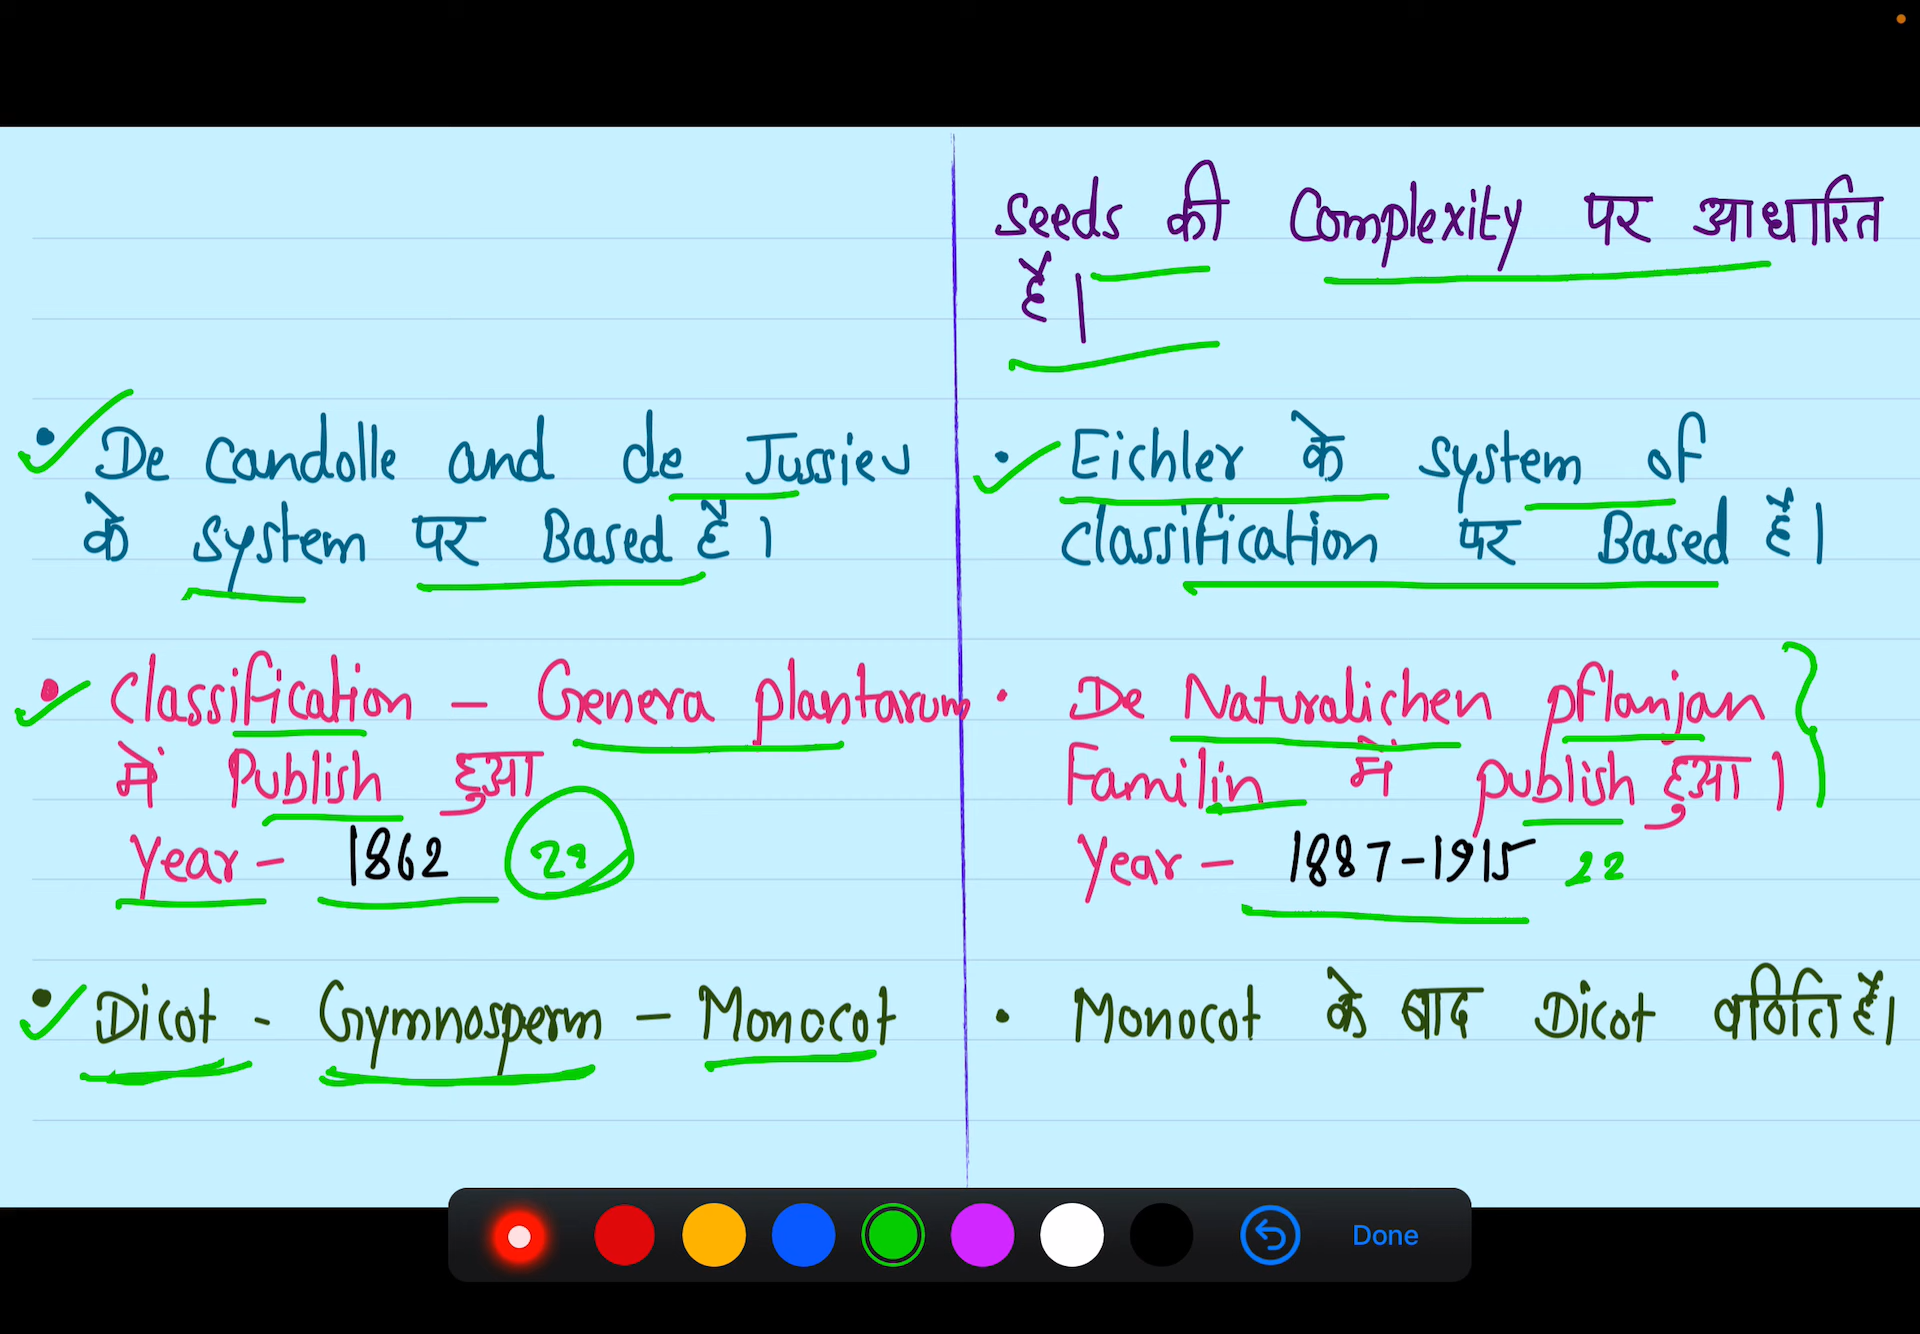 Seeds की Complexity पर आधारित
है।
• De Candolle and de Jussieu
के system पर Based है।
• Classification – Genera plantarum
में Publish हुआ
Year – 1862
• Dicot - Gymnosperm – Monocot
• Eichler के system of
classification पर Based है।
• De Naturalichen pflanjan
Familin में publish हुआ।
Year – 1887-1915 22
• Monocot के बाद Dicot वर्णित है।
Done